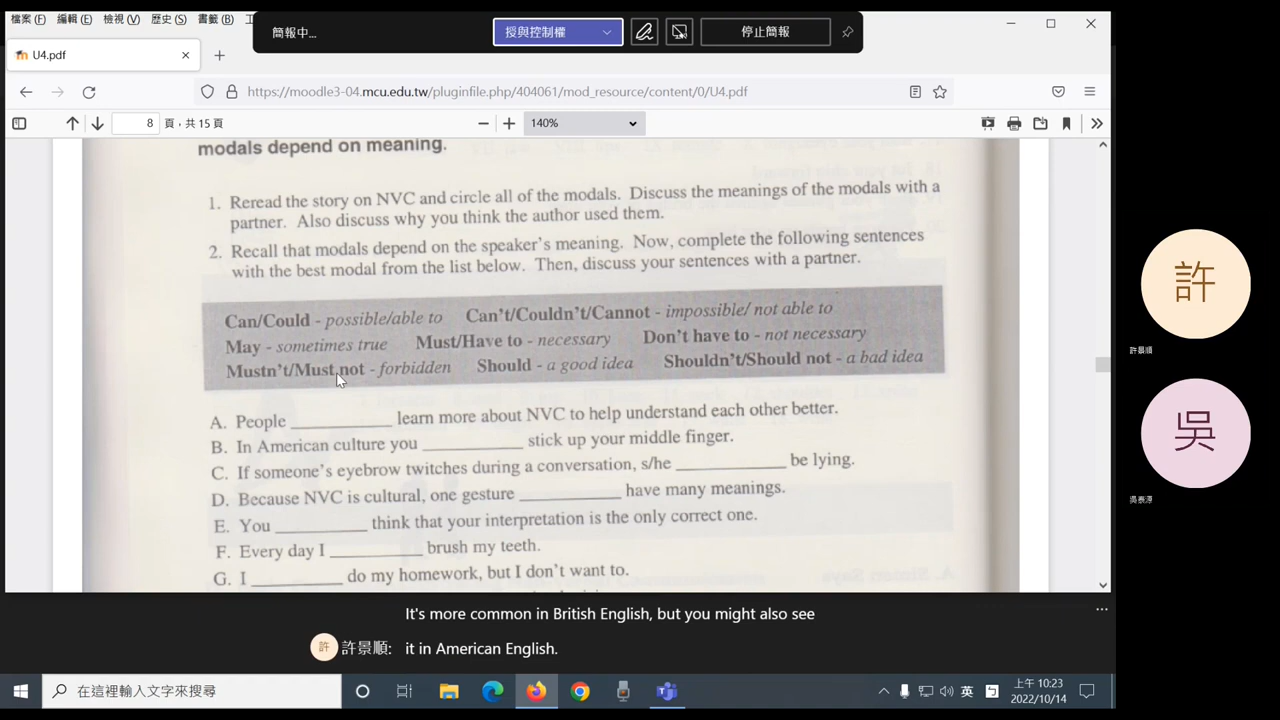 檔案(F) 編輯(E) 檢視(V) 歷史(S) 書籤(B) 工
簡報中...
授與控制權
停止簡報
U4.pdf
https://moodle3-04.mcu.edu.tw/pluginfile.php/404061/mod_resource/content/0/U4.pdf
8 頁，共 15 頁
140%
modals depend on meaning.
1. Reread the story on NVC and circle all of the modals. Discuss the meanings of the modals with a
partner. Also discuss why you think the author used them.
2. Recall that modals depend on the speaker's meaning. Now, complete the following sentences
with the best modal from the list below. Then, discuss your sentences with a partner.
Can/Could - possible/able to Can't/Couldn't/Cannot - impossible/ not able to
May - sometimes true Must/Have to - necessary Don't have to - not necessary
Mustn't/Must not - forbidden Should - a good idea Shouldn't/Should not - a bad idea
A. People __________ learn more about NVC to help understand each other better.
B. In American culture you __________ stick up your middle finger.
C. If someone's eyebrow twitches during a conversation, s/he __________ be lying.
D. Because NVC is cultural, one gesture __________ have many meanings.
E. You __________ think that your interpretation is the only correct one.
F. Every day I __________ brush my teeth.
G. I __________ do my homework, but I don't want to.
許
許景順
吳
It's more common in British English, but you might also see
許 許景順: it in American English.
在這裡輸入文字來搜尋
英
上午 10:23
2022/10/14